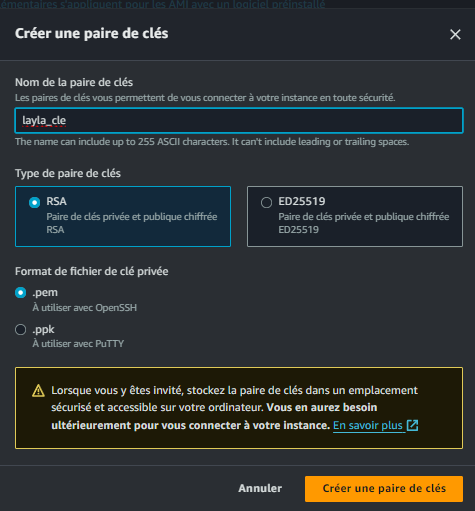 lémentaires s'appliquent pour les AMI avec un logiciel préinstallé
Créer une paire de clés
Nom de la paire de clés
Les paires de clés vous permettent de vous connecter à votre instance en toute sécurité.
layla_cle
The name can include up to 255 ASCII characters. It can't include leading or trailing spaces.
Type de paire de clés
RSA
Paire de clés privée et publique chiffrée
RSA
ED25519
Paire de clés privée et publique chiffrée
ED25519
Format de fichier de clé privée
.pem
À utiliser avec OpenSSH
.ppk
À utiliser avec PuTTY
Lorsque vous y êtes invité, stockez la paire de clés dans un emplacement
sécurisé et accessible sur votre ordinateur. Vous en aurez besoin
ultérieurement pour vous connecter à votre instance. En savoir plus
Annuler
Créer une paire de clés